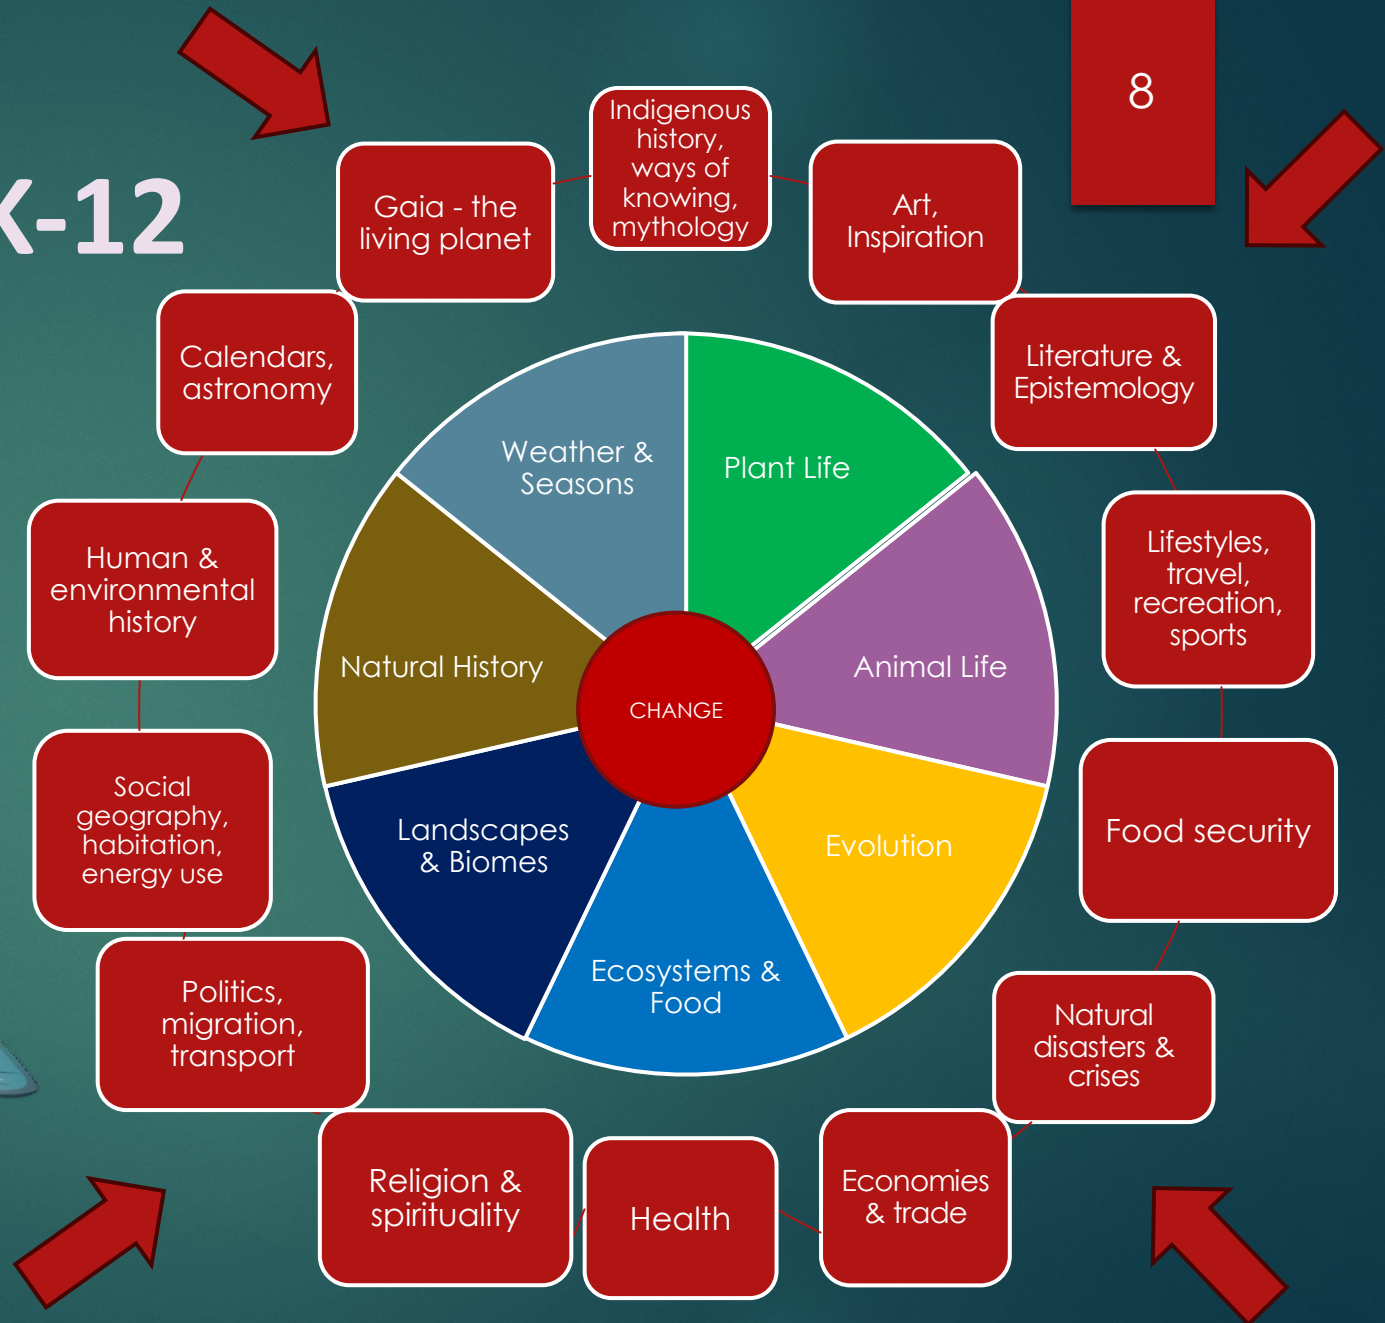 8
K-12
Indigenous
history,
ways of
knowing,
mythology
Art,
Inspiration
Literature &
Epistemology
Lifestyles,
travel,
recreation,
sports
Food security
Natural
disasters &
crises
Economies
& trade
Health
Religion &
spirituality
Politics,
migration,
transport
Social
geography,
habitation,
energy use
Human &
environmental
history
Calendars,
astronomy
Gaia - the
living planet
Weather &
Seasons
Plant Life
Animal Life
Evolution
Ecosystems &
Food
Landscapes
& Biomes
Natural History
CHANGE